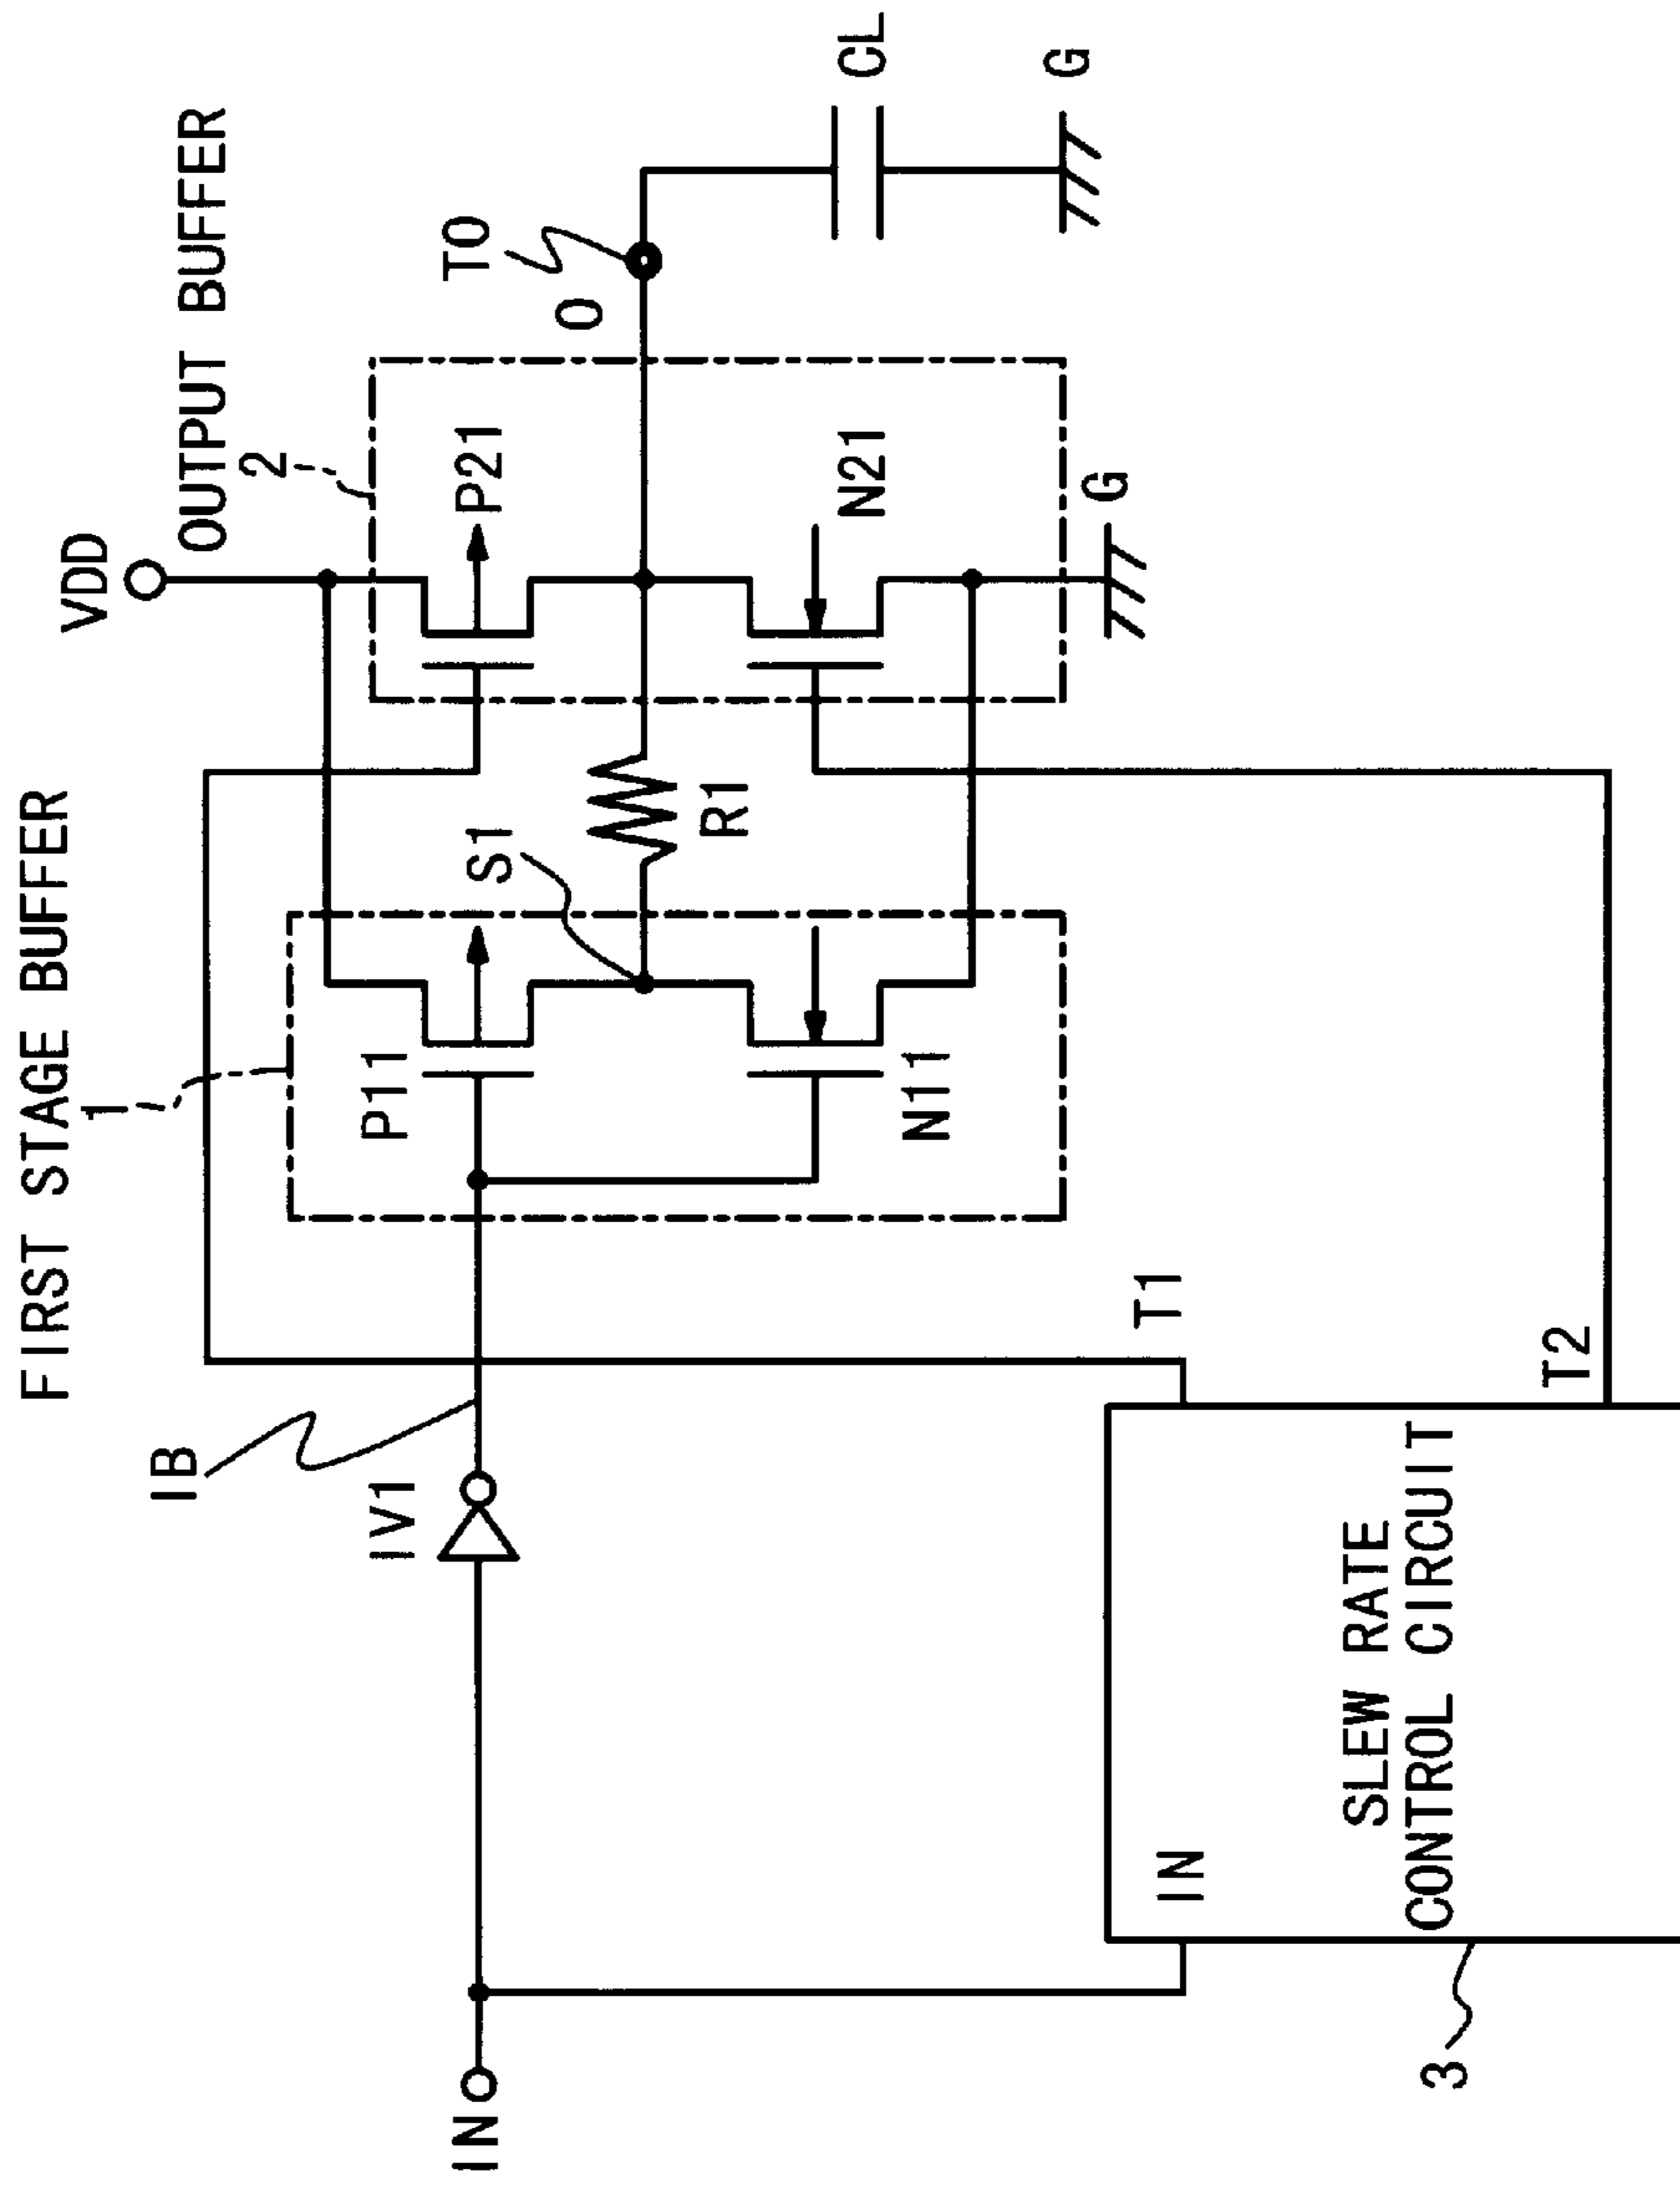 FIRST STAGE BUFFER
1
VDD
OUTPUT BUFFER
2
IB
IV1
P11
S1
P21
TO
O
IN
R1
N11
N21
CL
G
G
T1
IN
SLEW RATE
CONTROL CIRCUIT
T2
3